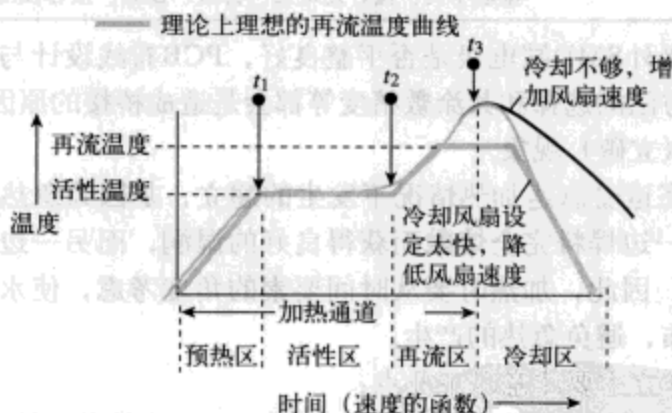 理论上理想的再流温度曲线
t₁
t₂
t₃
冷却不够，增
加风扇速度
再流温度
活性温度
温度
冷却风扇设
定太快，降
低风扇速度
加热通道
预热区
活性区
再流区
冷却区
时间（速度的函数）